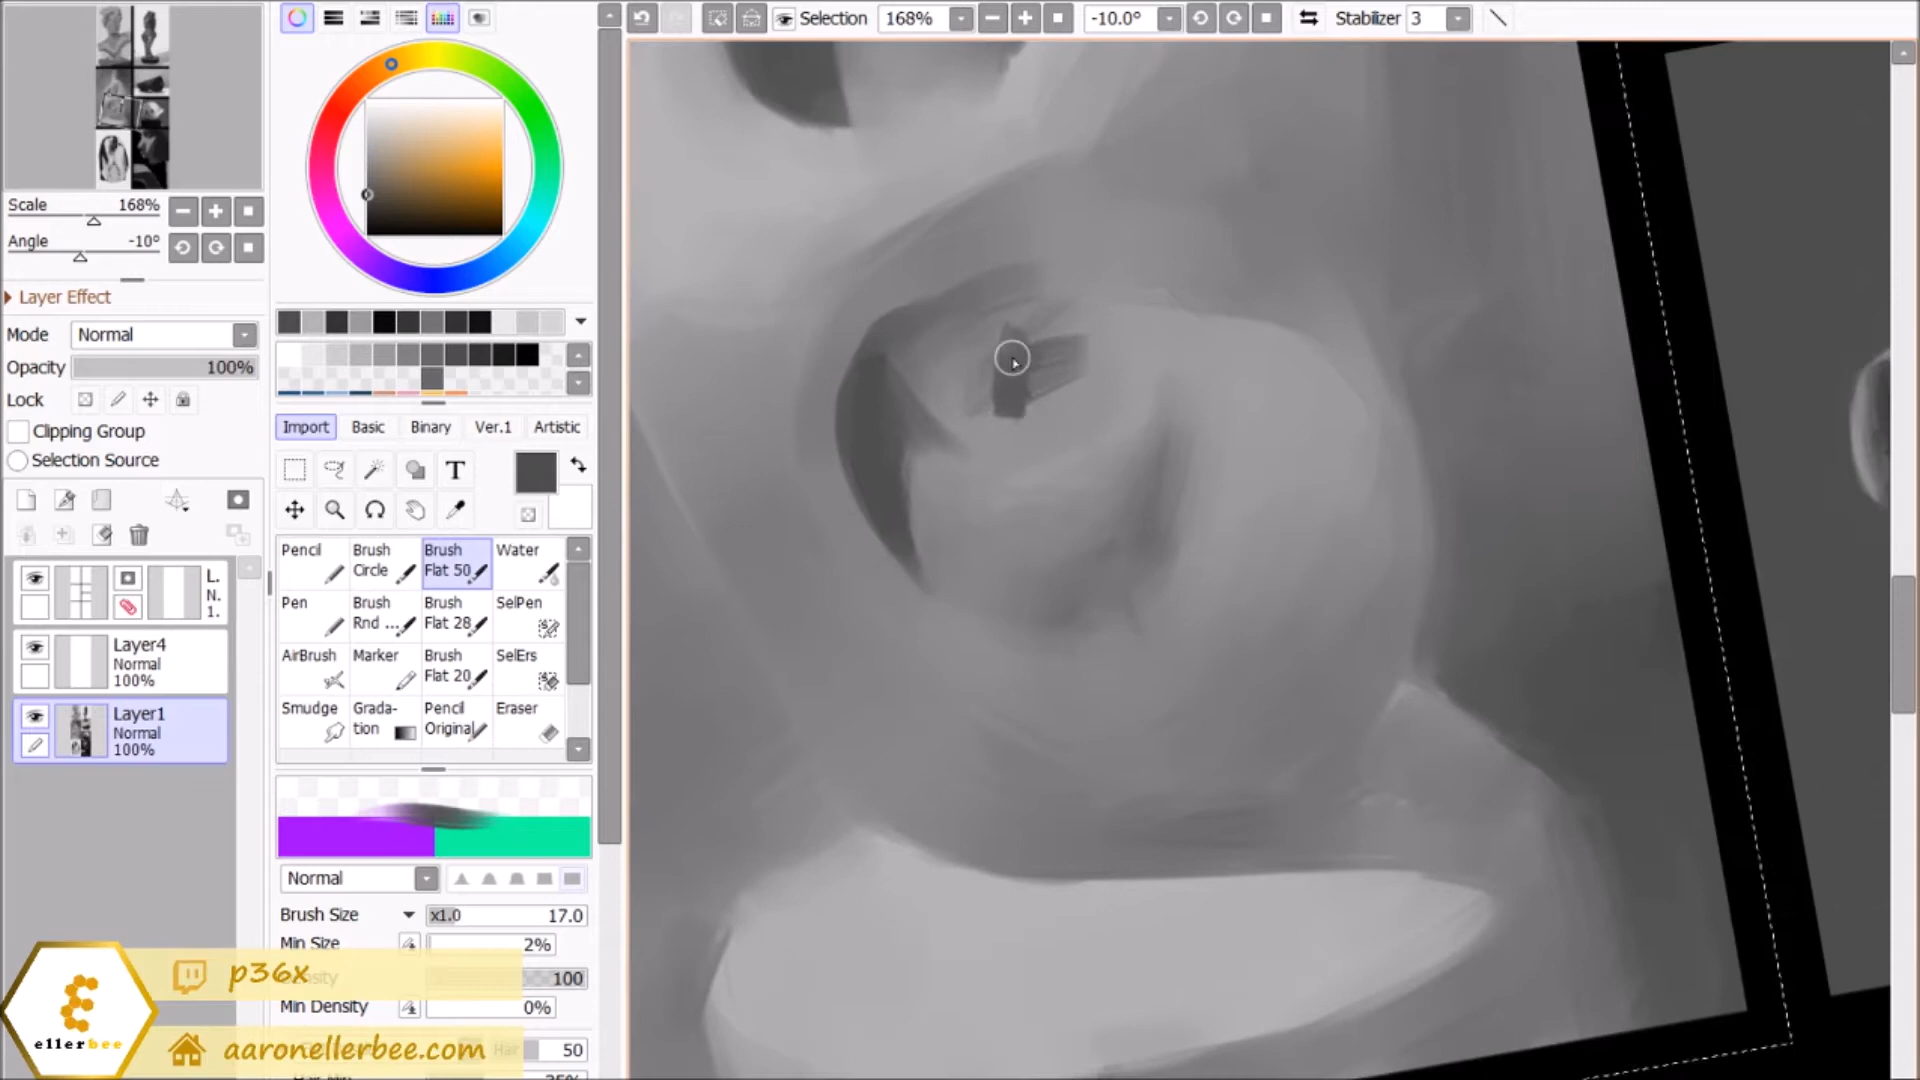 Selection 168% -10.0° Stabilizer 3
Scale 168%
Angle -10°
Layer Effect
Mode Normal
Opacity 100%
Lock
Clipping Group
Selection Source
L.
N.
1.
Layer4
Normal
100%
Layer1
Normal
100%
Import Basic Binary Ver.1 Artistic
T
Pencil Brush Circle Brush Flat 50 Water
Pen Brush Rnd ... Brush Flat 28 SelPen
AirBrush Marker Brush Flat 20 SelErs
Smudge Grada-tion Pencil Original Eraser
Normal
Brush Size x1.0 17.0
Min Size 2%
100
Min Density 0%
Hair 50
p36x
aaronellerbee.com
ellerbee